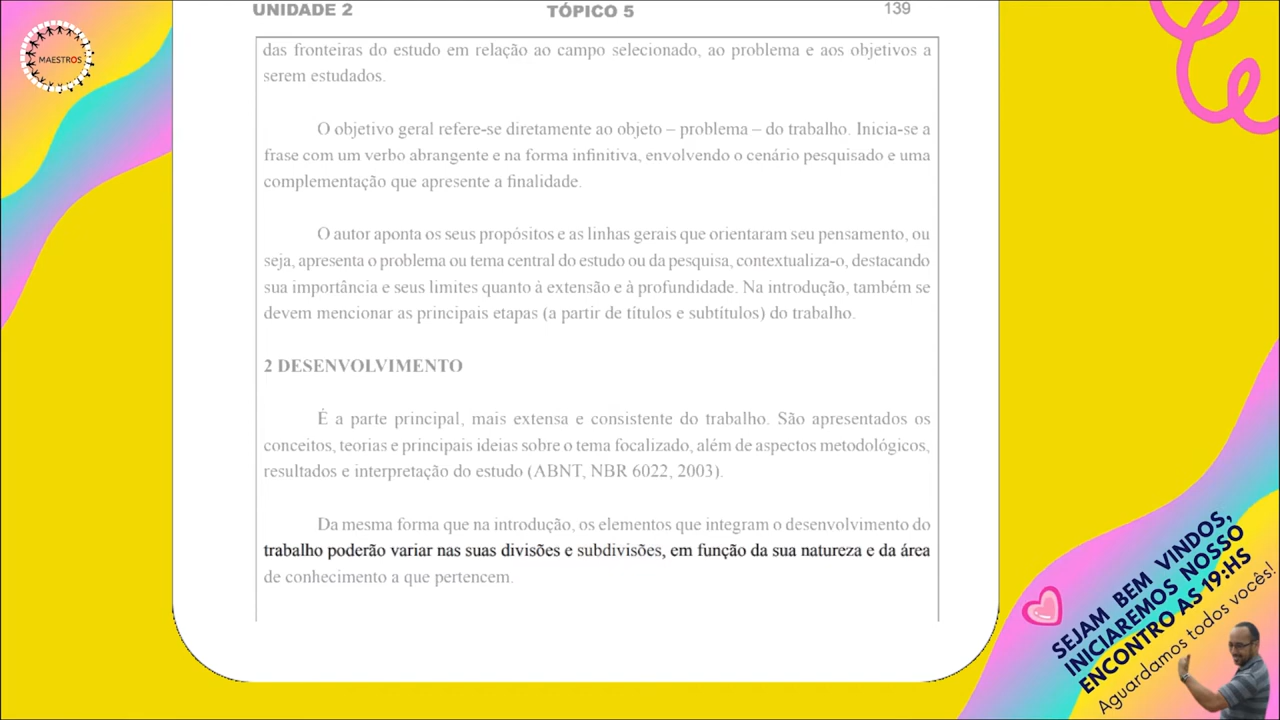 MAESTROS
UNIDADE 2 TÓPICO 5 139
das fronteiras do estudo em relação ao campo selecionado, ao problema e aos objetivos a
serem estudados.
O objetivo geral refere-se diretamente ao objeto – problema – do trabalho. Inicia-se a
frase com um verbo abrangente e na forma infinitiva, envolvendo o cenário pesquisado e uma
complementação que apresente a finalidade.
O autor aponta os seus propósitos e as linhas gerais que orientaram seu pensamento, ou
seja, apresenta o problema ou tema central do estudo ou da pesquisa, contextualiza-o, destacando
sua importância e seus limites quanto à extensão e à profundidade. Na introdução, também se
devem mencionar as principais etapas (a partir de títulos e subtítulos) do trabalho.
2 DESENVOLVIMENTO
É a parte principal, mais extensa e consistente do trabalho. São apresentados os
conceitos, teorias e principais ideias sobre o tema focalizado, além de aspectos metodológicos,
resultados e interpretação do estudo (ABNT, NBR 6022, 2003).
Da mesma forma que na introdução, os elementos que integram o desenvolvimento do
trabalho poderão variar nas suas divisões e subdivisões, em função da sua natureza e da área
de conhecimento a que pertencem.
SEJAM BEM VINDOS,
INICIAREMOS NOSSO
ENCONTRO AS 19:HS
Aguardamos todos vocês!